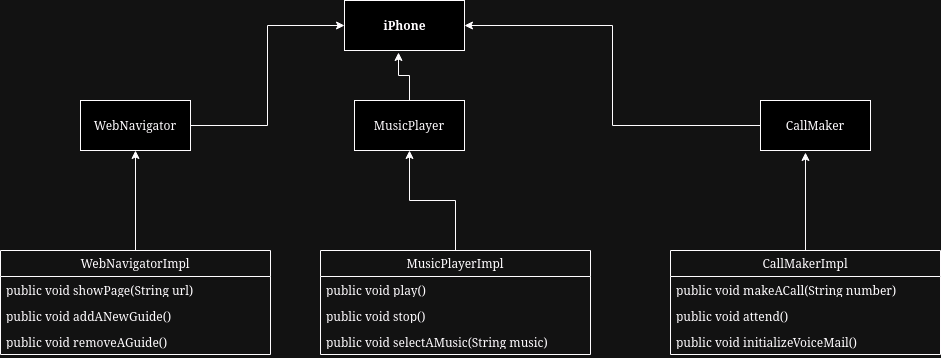 iPhone
WebNavigator
MusicPlayer
CallMaker
WebNavigatorImpl
public void showPage(String url)
public void addANewGuide()
public void removeAGuide()
MusicPlayerImpl
public void play()
public void stop()
public void selectAMusic(String music)
CallMakerImpl
public void makeACall(String number)
public void attend()
public void initializeVoiceMail()